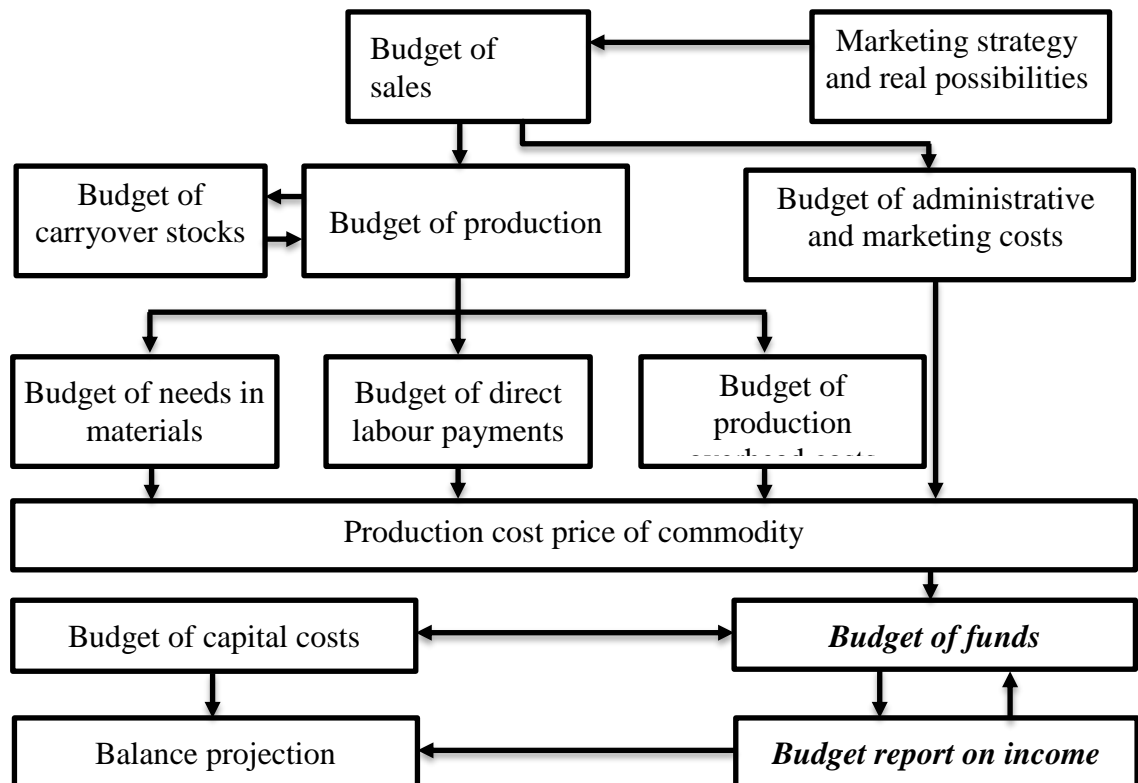 Budget of
sales
Marketing strategy
and real possibilities
Budget of
carryover stocks
Budget of production
Budget of administrative
and marketing costs
Budget of needs in
materials
Budget of direct
labour payments
Budget of
production
overhead costs
Production cost price of commodity
Budget of capital costs
Budget of funds
Balance projection
Budget report on income